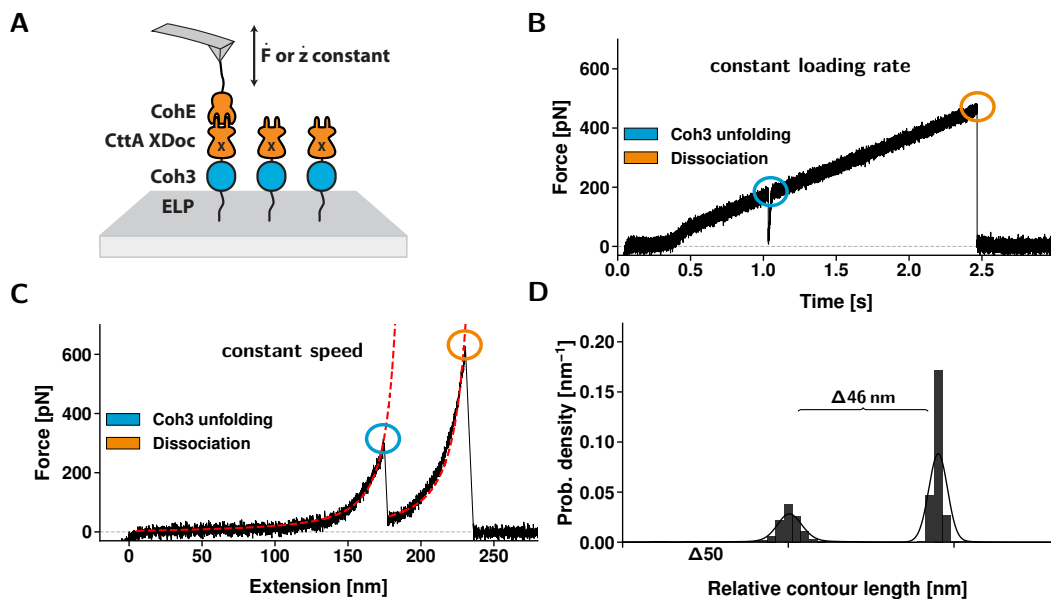 A
Ḟ or ż constant
CohE
CttA XDoc
X
X
X
Coh3
ELP
B
constant loading rate
600
400
200
0
Force [pN]
Coh3 unfolding
Dissociation
0.0
0.5
1.0
1.5
2.0
2.5
Time [s]
C
constant speed
600
400
200
0
Force [pN]
Coh3 unfolding
Dissociation
0
50
100
150
200
250
Extension [nm]
D
0.20
0.15
0.10
0.05
0.00
Prob. density [nm⁻¹]
Δ46 nm
Δ50
Relative contour length [nm]